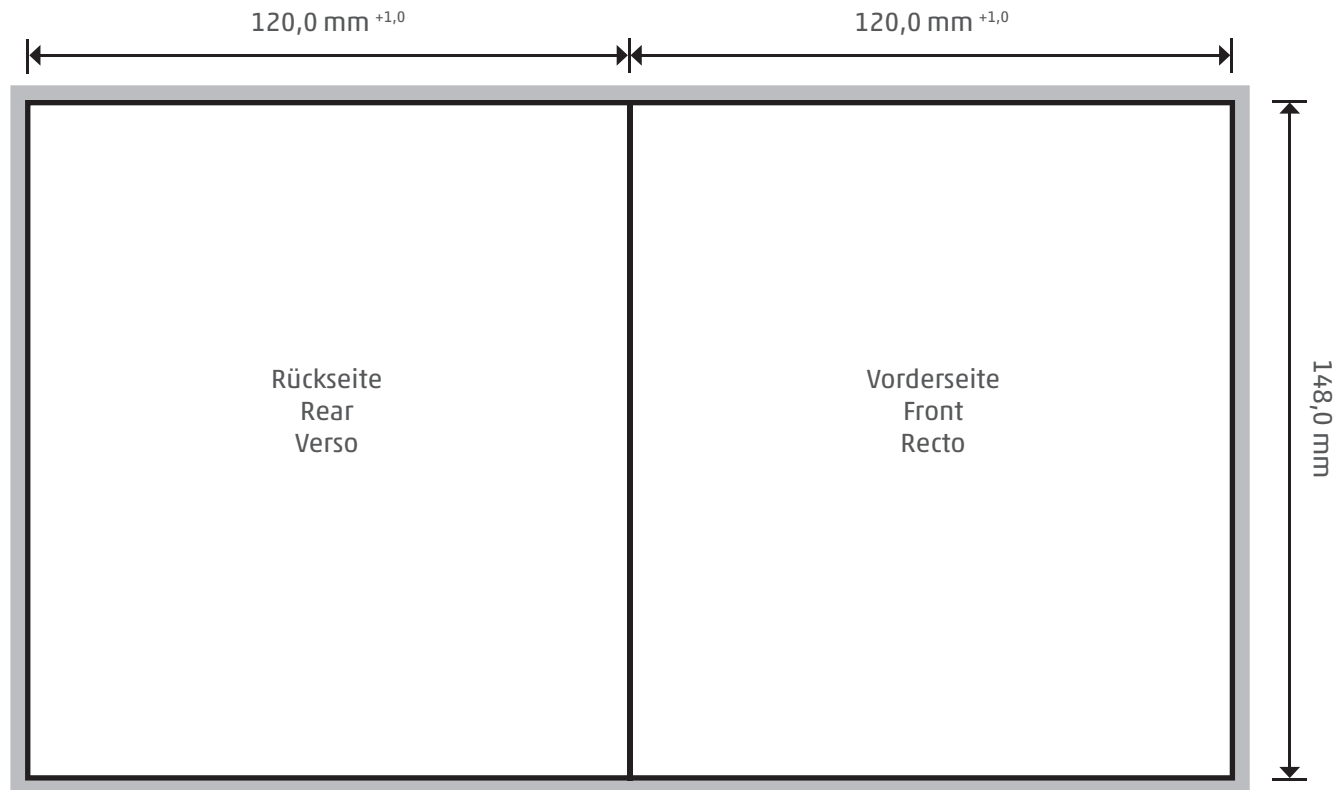 120,0 mm +1,0
120,0 mm +1,0
Rückseite
Rear
Verso
Vorderseite
Front
Recto
148,0 mm